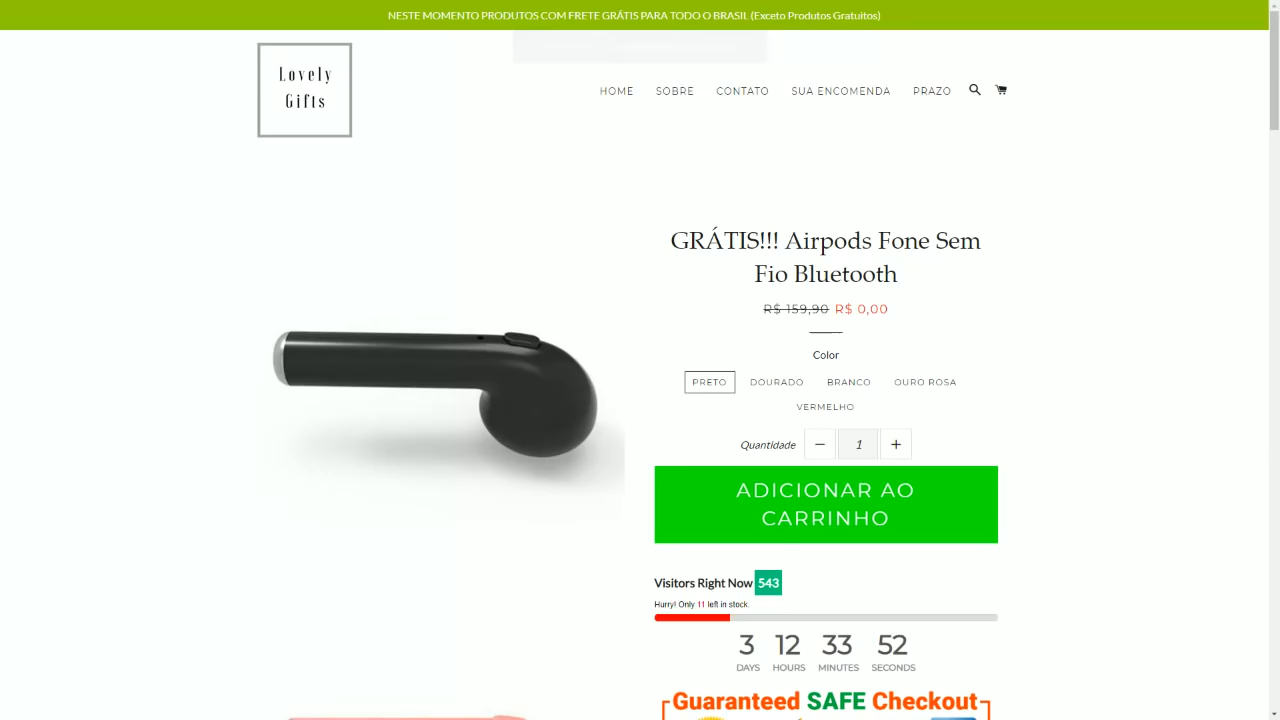 NESTE MOMENTO PRODUTOS COM FRETE GRÁTIS PARA TODO O BRASIL (Exceto Produtos Gratuitos)
Lovely
Gifts
HOME SOBRE CONTATO SUA ENCOMENDA PRAZO
GRÁTIS!!! Airpods Fone Sem
Fio Bluetooth
R$ 159,90 R$ 0,00
Color
PRETO DOURADO BRANCO OURO ROSA
VERMELHO
Quantidade − 1 +
ADICIONAR AO
CARRINHO
Visitors Right Now 543
Hurry! Only 11 left in stock.
3 12 33 52
DAYS HOURS MINUTES SECONDS
Guaranteed SAFE Checkout